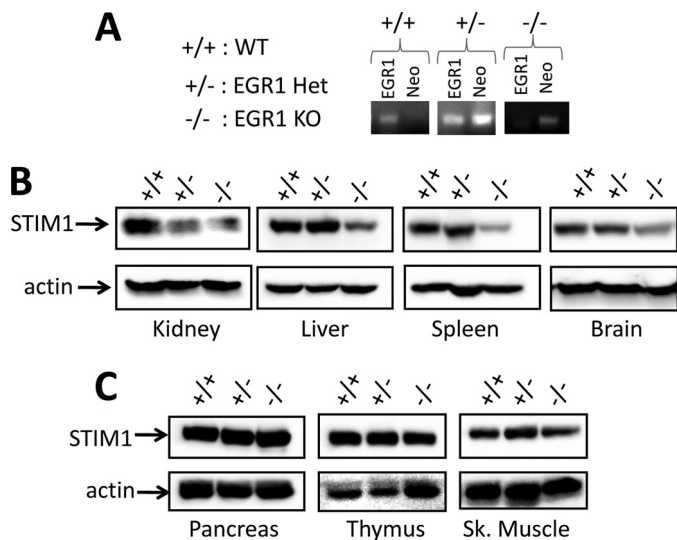 A
+/+ +/- -/-
+/+ : WT
+/- : EGR1 Het
-/- : EGR1 KO
EGR1 Neo EGR1 Neo EGR1 Neo
B
+/+ +/- -/- +/+ +/- -/- +/+ +/- -/- +/+ +/- -/-
STIM1
actin
Kidney Liver Spleen Brain
C
+/+ +/- -/- +/+ +/- -/- +/+ +/- -/-
STIM1
actin
Pancreas Thymus Sk. Muscle